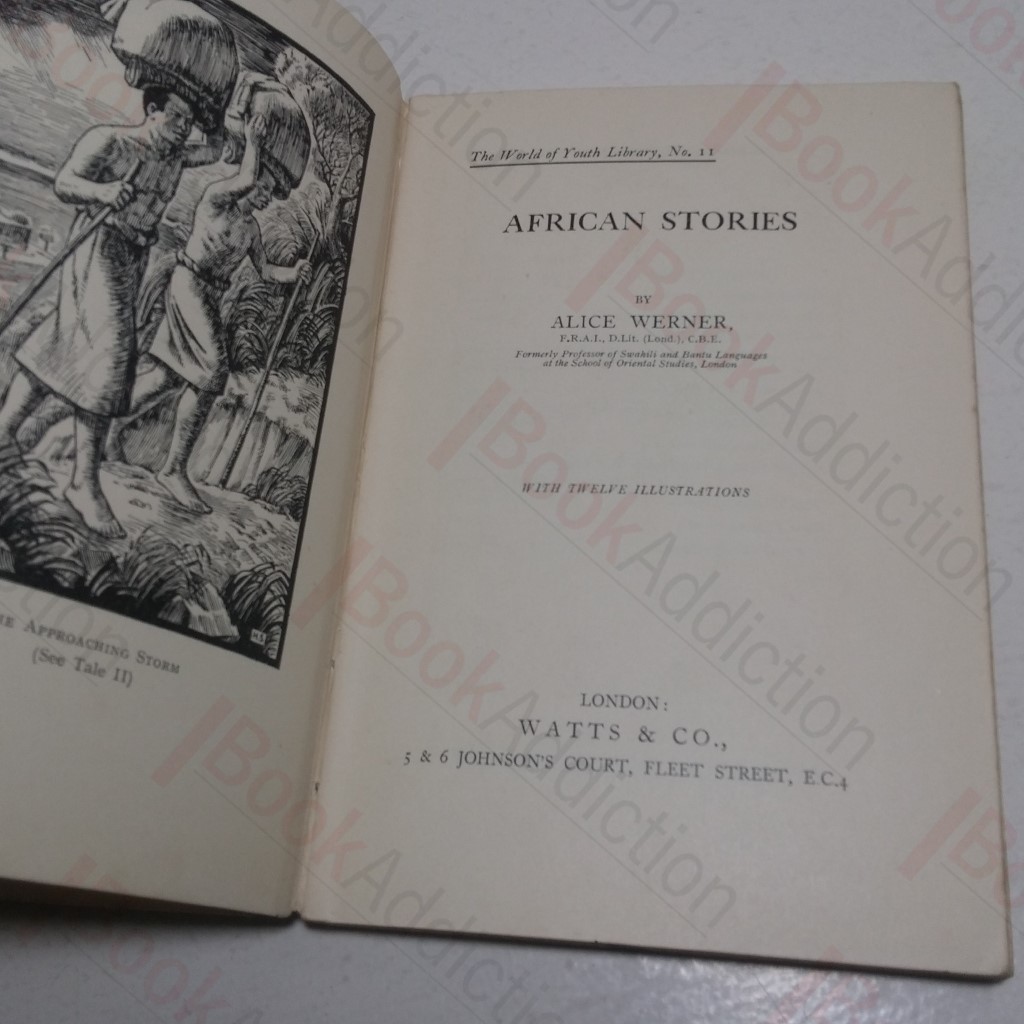 The World of Youth Library, No. 11
AFRICAN STORIES
BY
ALICE WERNER,
F.R.A.I., D.Lit. (Lond.), C.B.E.
Formerly Professor of Swahili and Bantu Languages
at the School of Oriental Studies, London
WITH TWELVE ILLUSTRATIONS
LONDON:
WATTS & CO.,
5 & 6 JOHNSON'S COURT, FLEET STREET, E.C.4
APPROACHING STORM
(See Tale II)
H.S
BookAddiction